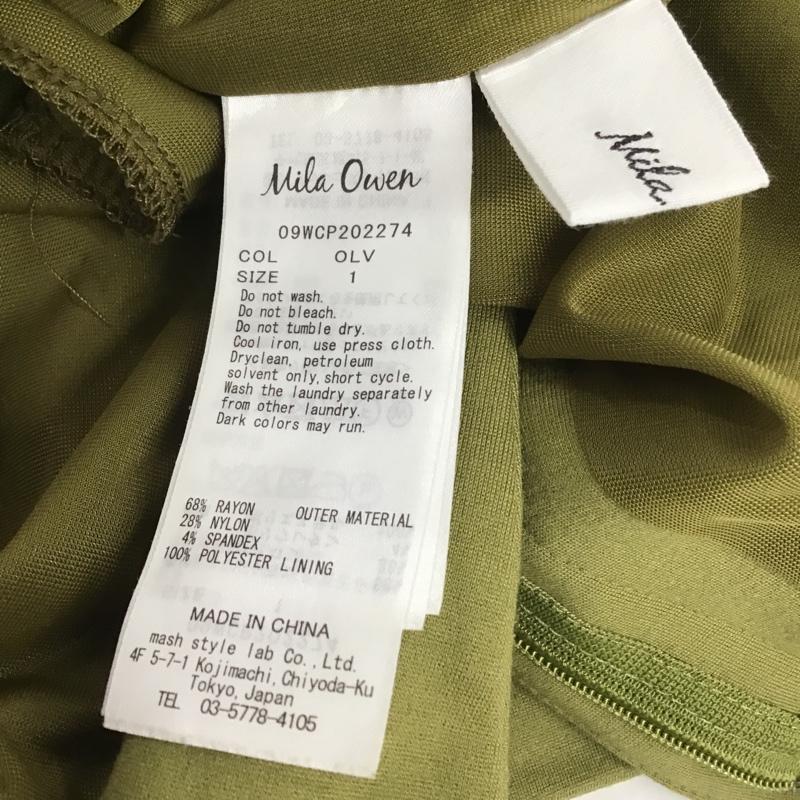 Mila
Mila Owen
09WCP202274
COL OLV
SIZE 1
Do not wash.
Do not bleach.
Do not tumble dry.
Cool iron, use press cloth.
Dryclean, petroleum
solvent only, short cycle.
Wash the laundry separately
from other laundry.
Dark colors may run.
68% RAYON OUTER MATERIAL
28% NYLON
4% SPANDEX
100% POLYESTER LINING
MADE IN CHINA
mash style lab Co.,Ltd.
4F 5-7-1 Kojimachi, Chiyoda-Ku
Tokyo, Japan
TEL 03-5778-4105